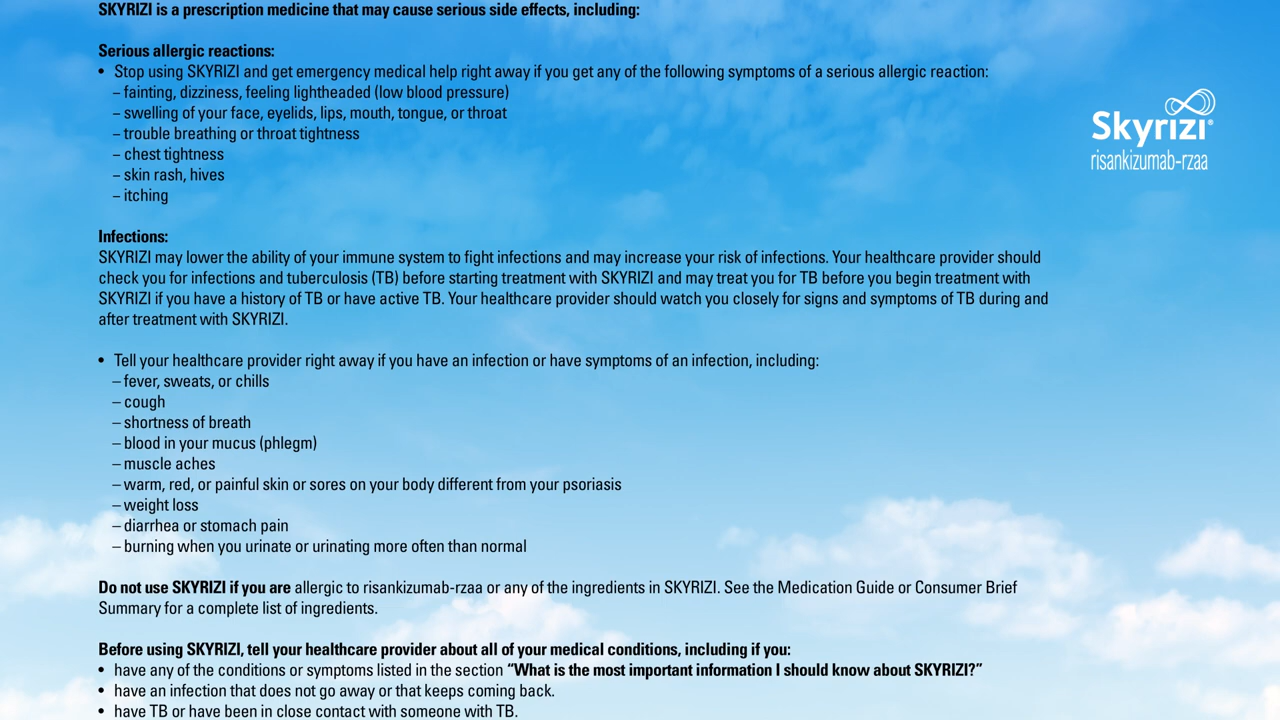 SKYRIZI is a prescription medicine that may cause serious side effects, including:
Serious allergic reactions:
• Stop using SKYRIZI and get emergency medical help right away if you get any of the following symptoms of a serious allergic reaction:
– fainting, dizziness, feeling lightheaded (low blood pressure)
– swelling of your face, eyelids, lips, mouth, tongue, or throat
– trouble breathing or throat tightness
– chest tightness
– skin rash, hives
– itching
Skyrizi®
risankizumab-rzaa
Infections:
SKYRIZI may lower the ability of your immune system to fight infections and may increase your risk of infections. Your healthcare provider should
check you for infections and tuberculosis (TB) before starting treatment with SKYRIZI and may treat you for TB before you begin treatment with
SKYRIZI if you have a history of TB or have active TB. Your healthcare provider should watch you closely for signs and symptoms of TB during and
after treatment with SKYRIZI.
• Tell your healthcare provider right away if you have an infection or have symptoms of an infection, including:
– fever, sweats, or chills
– cough
– shortness of breath
– blood in your mucus (phlegm)
– muscle aches
– warm, red, or painful skin or sores on your body different from your psoriasis
– weight loss
– diarrhea or stomach pain
– burning when you urinate or urinating more often than normal
Do not use SKYRIZI if you are allergic to risankizumab-rzaa or any of the ingredients in SKYRIZI. See the Medication Guide or Consumer Brief
Summary for a complete list of ingredients.
Before using SKYRIZI, tell your healthcare provider about all of your medical conditions, including if you:
• have any of the conditions or symptoms listed in the section “What is the most important information I should know about SKYRIZI?”
• have an infection that does not go away or that keeps coming back.
• have TB or have been in close contact with someone with TB.